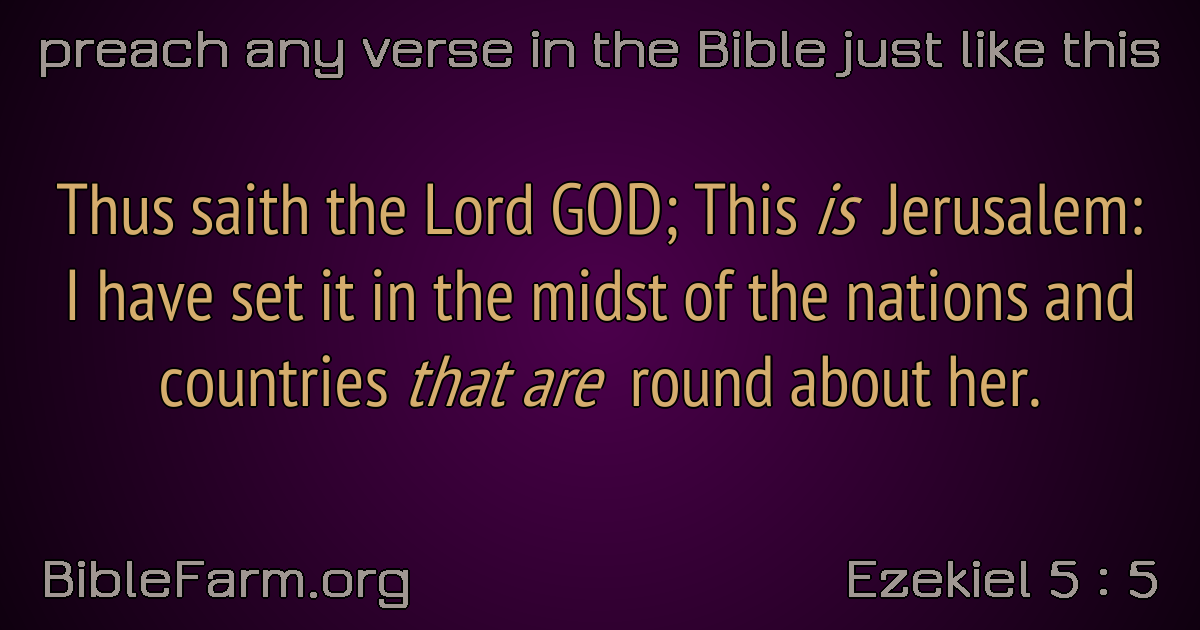 preach any verse in the Bible just like this
Thus saith the Lord GOD; This is Jerusalem:
I have set it in the midst of the nations and
countries that are round about her.
BibleFarm.org
Ezekiel 5 : 5